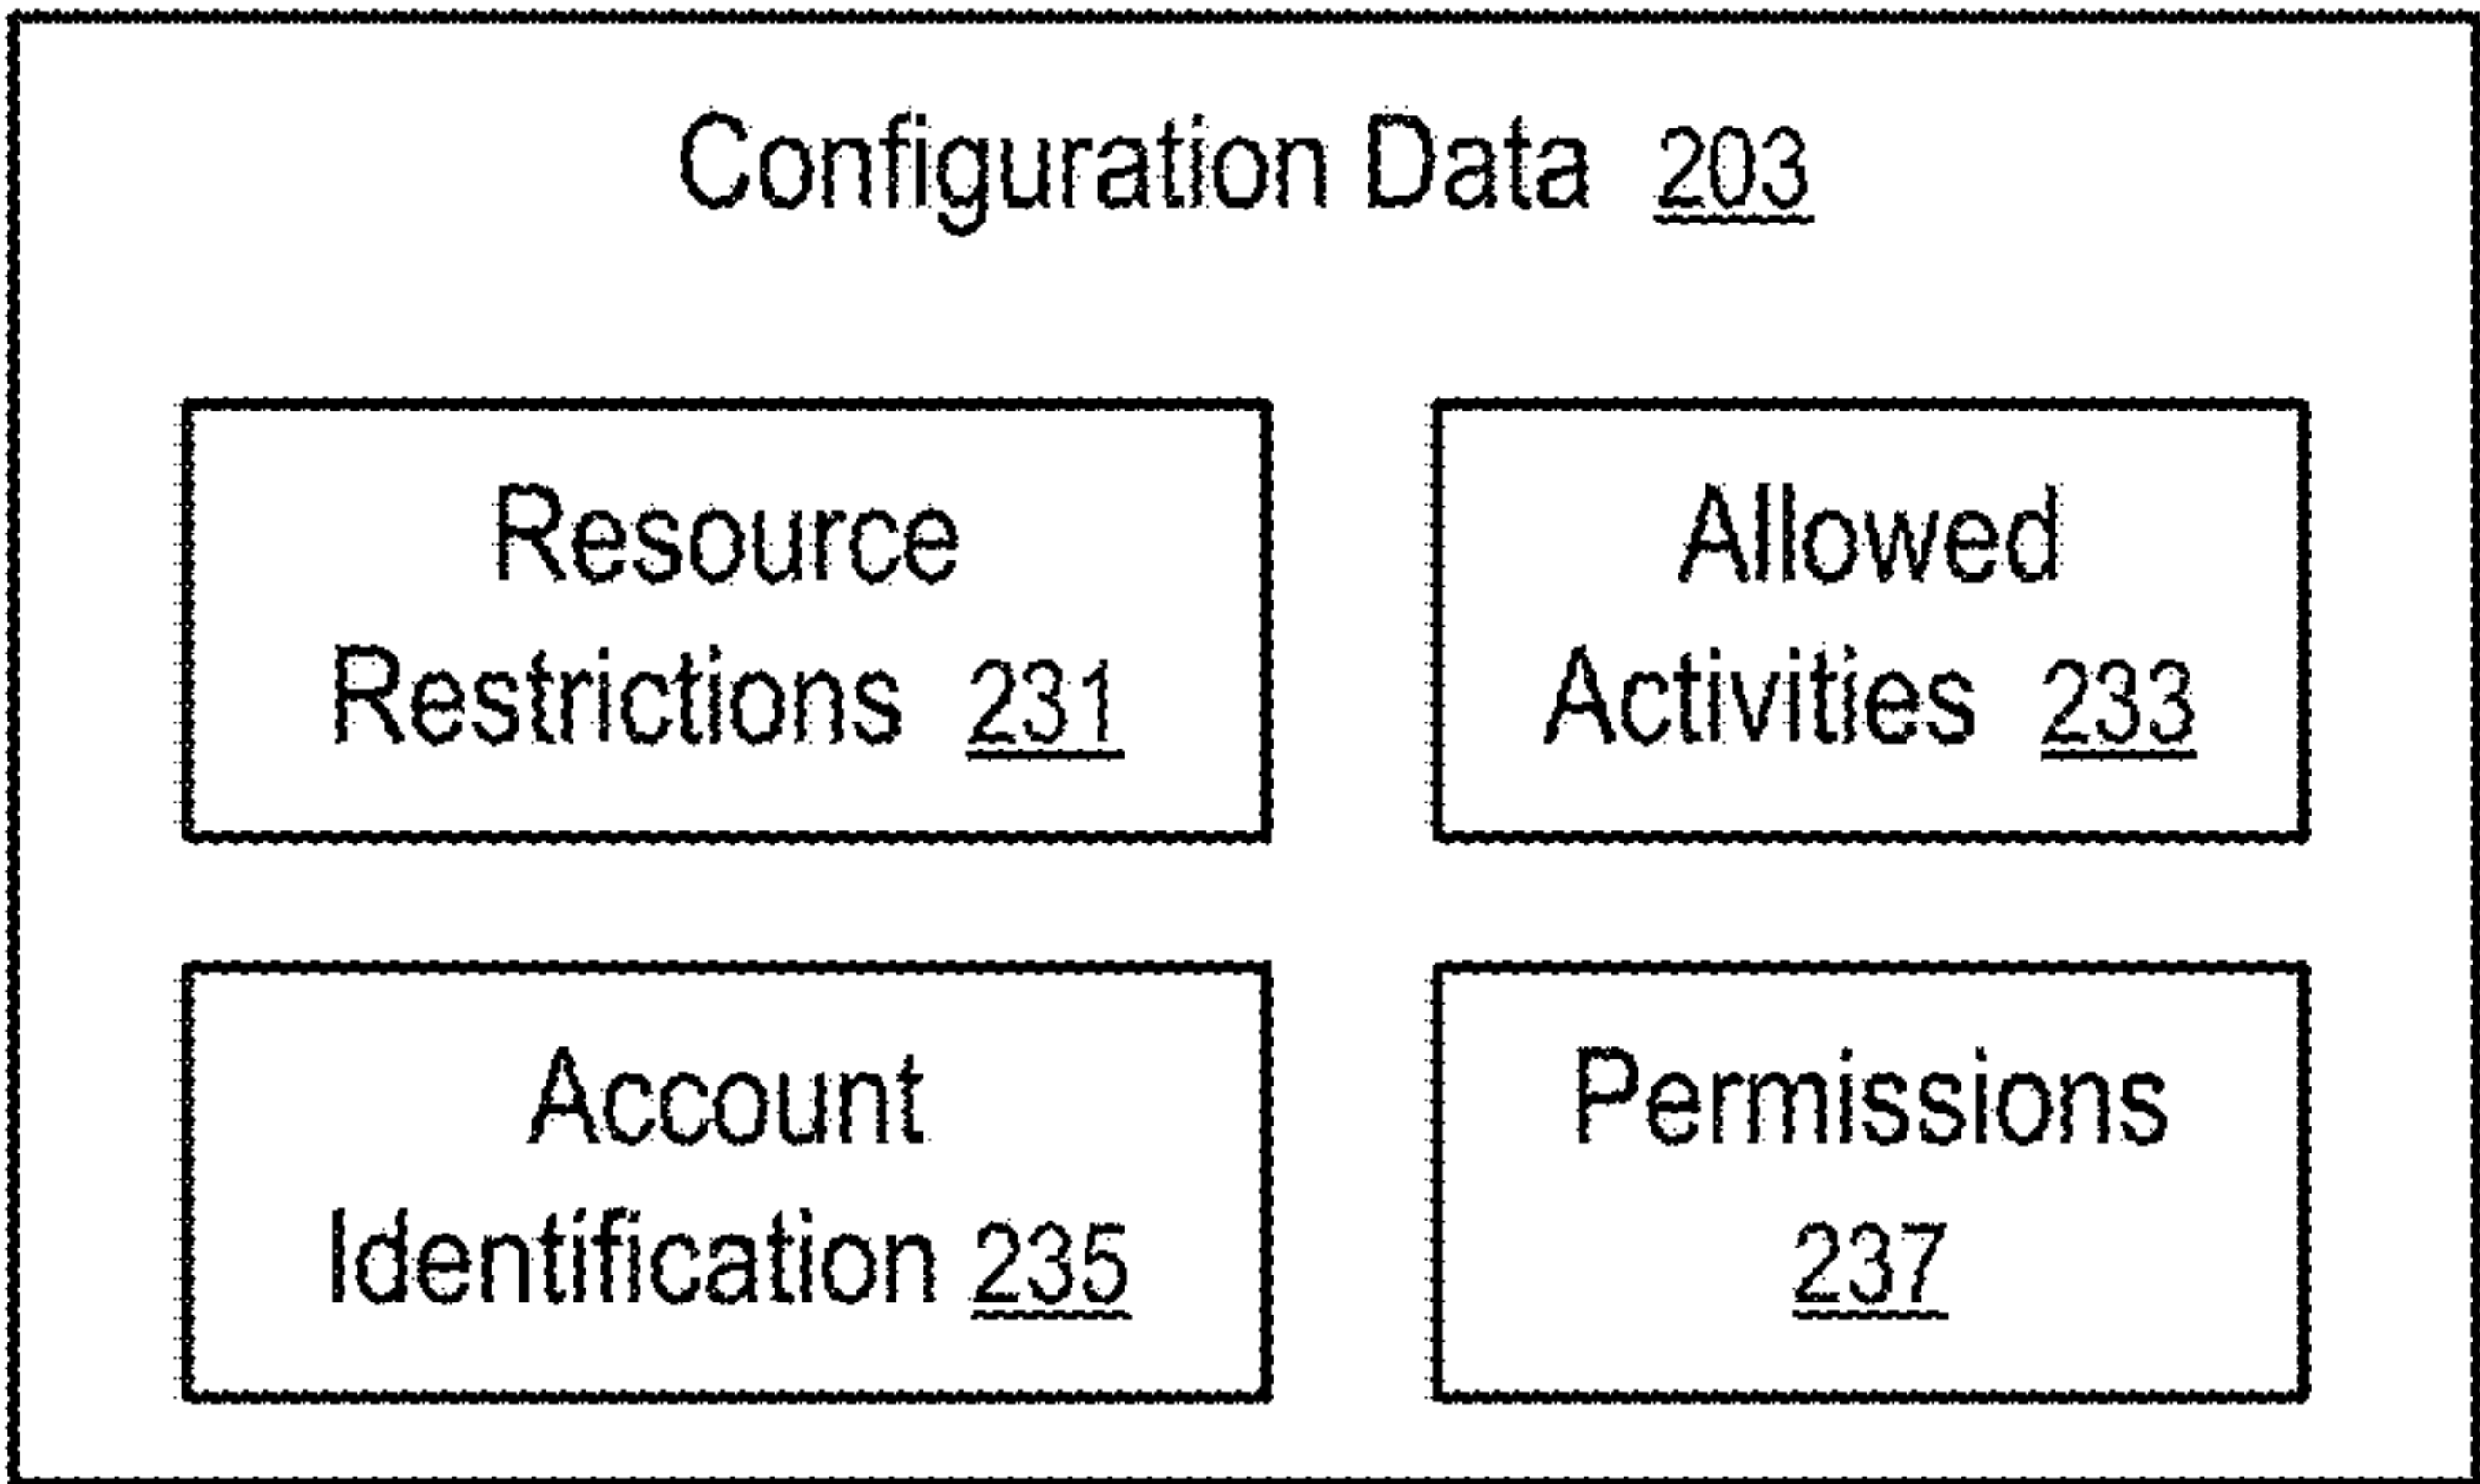 Configuration Data 203
Resource
Restrictions 231
Allowed
Activities 233
Account
Identification 235
Permissions
237